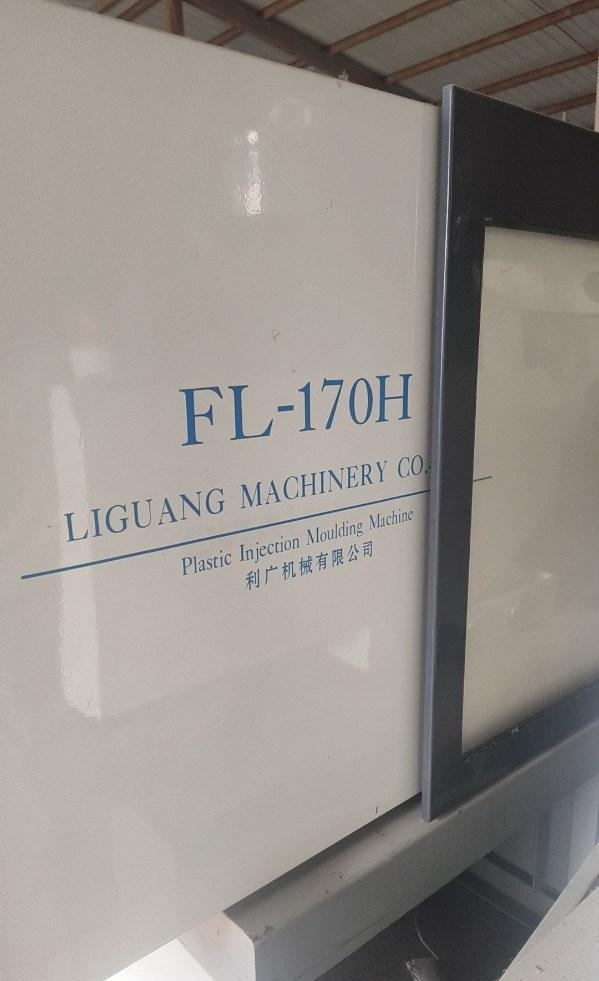 FL-170H
LIGUANG MACHINERY CO.
Plastic Injection Moulding Machine
利广机械有限公司